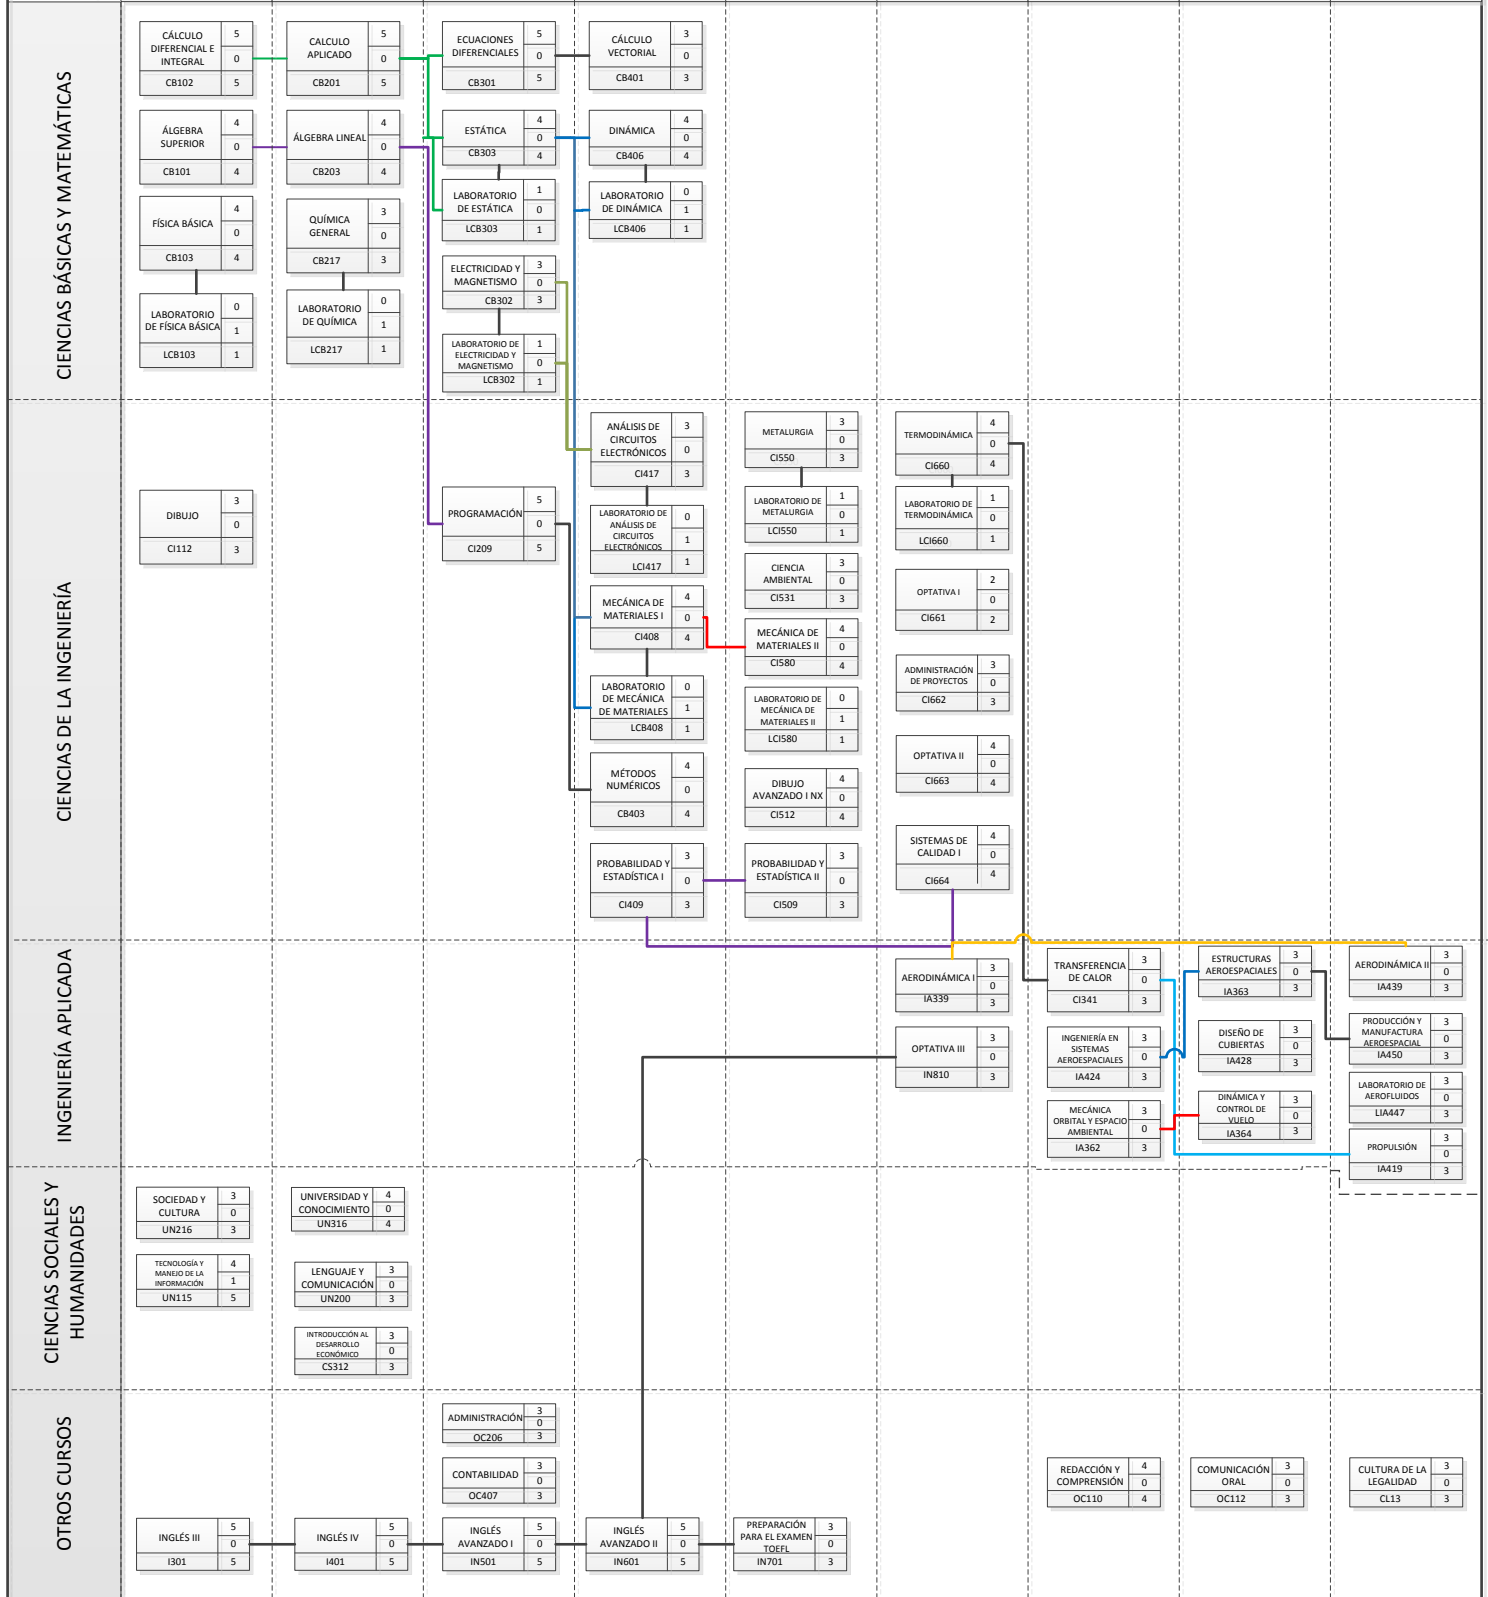 CIENCIAS BÁSICAS Y MATEMÁTICAS
CÁLCULO
DIFERENCIAL E
INTEGRAL
5
0
CB102
5
CALCULO
APLICADO
5
0
CB201
5
ECUACIONES
DIFERENCIALES
5
0
CB301
5
CÁLCULO
VECTORIAL
3
0
CB401
3
ÁLGEBRA
SUPERIOR
4
0
CB101
4
ÁLGEBRA LINEAL
4
0
CB203
4
ESTÁTICA
4
0
CB303
4
DINÁMICA
4
0
CB406
4
LABORATORIO
DE ESTÁTICA
1
0
LCB303
1
LABORATORIO
DE DINÁMICA
0
1
LCB406
1
FÍSICA BÁSICA
4
0
CB103
4
QUÍMICA
GENERAL
3
0
CB217
3
ELECTRICIDAD Y
MAGNETISMO
3
0
CB302
3
LABORATORIO
DE FÍSICA BÁSICA
0
1
LCB103
1
LABORATORIO
DE QUÍMICA
0
1
LCB217
1
LABORATORIO DE
ELECTRICIDAD Y
MAGNETISMO
1
0
LCB302
1
CIENCIAS DE LA INGENIERÍA
DIBUJO
3
0
CI112
3
PROGRAMACIÓN
5
0
CI209
5
ANÁLISIS DE
CIRCUITOS
ELECTRÓNICOS
3
0
CI417
3
LABORATORIO DE
ANÁLISIS DE
CIRCUITOS
ELECTRÓNICOS
0
1
LCI417
1
MECÁNICA DE
MATERIALES I
4
0
CI408
4
LABORATORIO
DE MECÁNICA
DE MATERIALES
0
1
LCB408
1
MÉTODOS
NUMÉRICOS
4
0
CB403
4
PROBABILIDAD Y
ESTADÍSTICA I
3
0
CI409
3
METALURGIA
3
0
CI550
3
LABORATORIO DE
METALURGIA
1
0
LCI550
1
CIENCIA
AMBIENTAL
3
0
CI531
3
MECÁNICA DE
MATERIALES II
4
0
CI580
4
LABORATORIO DE
MECÁNICA DE
MATERIALES II
0
1
LCI580
1
DIBUJO
AVANZADO I NX
4
0
CI512
4
PROBABILIDAD Y
ESTADÍSTICA II
3
0
CI509
3
TERMODINÁMICA
4
0
CI660
4
LABORATORIO DE
TERMODINÁMICA
1
0
LCI660
1
OPTATIVA I
2
0
CI661
2
ADMINISTRACIÓN
DE PROYECTOS
3
0
CI662
3
OPTATIVA II
4
0
CI663
4
SISTEMAS DE
CALIDAD I
4
0
CI664
4
INGENIERÍA APLICADA
AERODINÁMICA I
3
0
IA339
3
OPTATIVA III
3
0
IN810
3
TRANSFERENCIA
DE CALOR
3
0
CI341
3
INGENIERÍA EN
SISTEMAS
AEROESPACIALES
3
0
IA424
3
MECÁNICA
ORBITAL Y ESPACIO
AMBIENTAL
3
0
IA362
3
ESTRUCTURAS
AEROESPACIALES
3
0
IA363
3
DISEÑO DE
CUBIERTAS
3
0
IA428
3
DINÁMICA Y
CONTROL DE
VUELO
3
0
IA364
3
AERODINÁMICA II
3
0
IA439
3
PRODUCCIÓN Y
MANUFACTURA
AEROESPACIAL
3
0
IA450
3
LABORATORIO DE
AEROFLUIDOS
3
0
LIA447
3
PROPULSIÓN
3
0
IA419
3
CIENCIAS SOCIALES Y
HUMANIDADES
SOCIEDAD Y
CULTURA
3
0
UN216
3
TECNOLOGÍA Y
MANEJO DE LA
INFORMACIÓN
4
1
UN115
5
UNIVERSIDAD Y
CONOCIMIENTO
4
0
UN316
4
LENGUAJE Y
COMUNICACIÓN
3
0
UN200
3
INTRODUCCIÓN AL
DESARROLLO
ECONÓMICO
3
0
CS312
3
OTROS CURSOS
ADMINISTRACIÓN
3
0
OC206
3
CONTABILIDAD
3
0
OC407
3
REDACCIÓN Y
COMPRENSIÓN
4
0
OC110
4
COMUNICACIÓN
ORAL
3
0
OC112
3
CULTURA DE LA
LEGALIDAD
3
0
CL13
3
INGLÉS III
5
0
I301
5
INGLÉS IV
5
0
I401
5
INGLÉS
AVANZADO I
5
0
IN501
5
INGLÉS
AVANZADO II
5
0
IN601
5
PREPARACIÓN
PARA EL EXAMEN
TOEFL
3
0
IN701
3